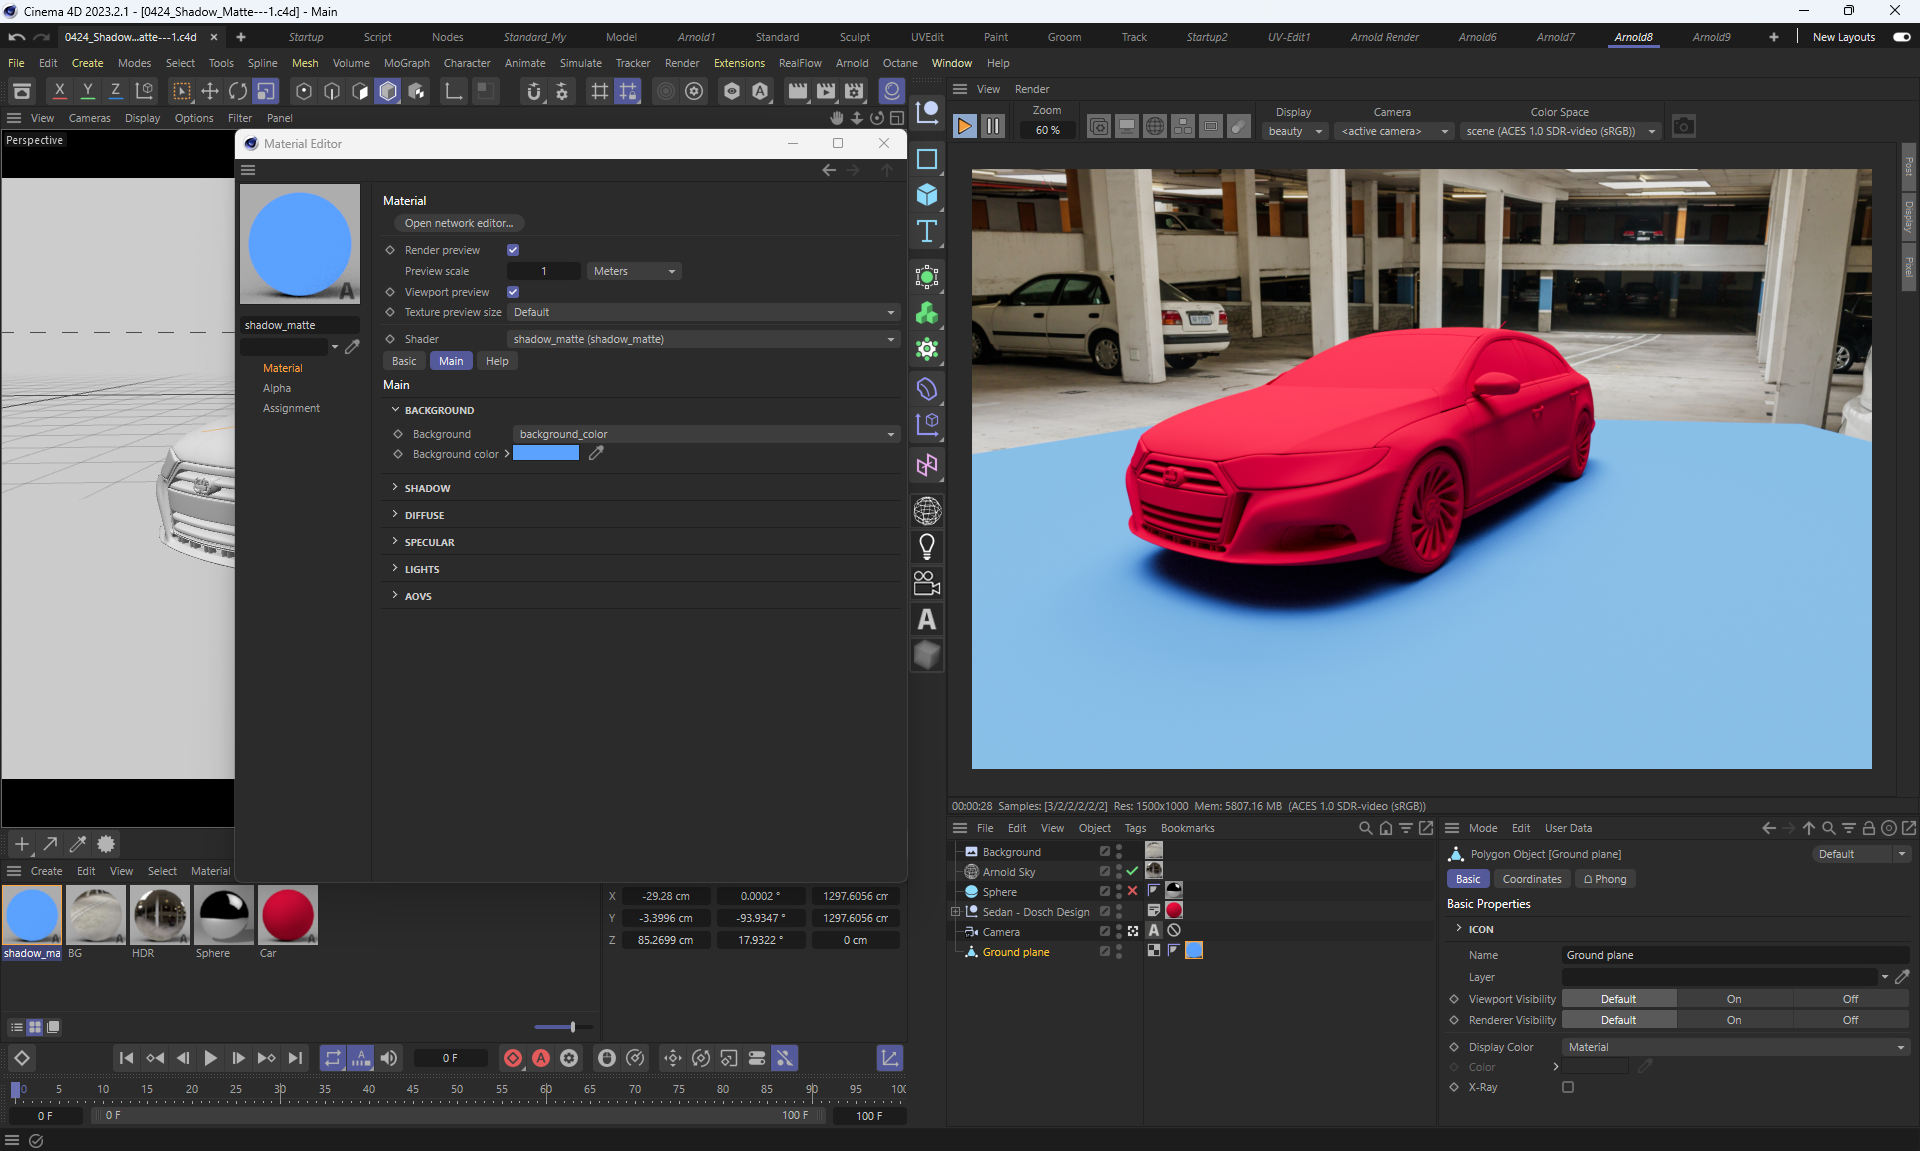 Cinema 4D 2023.2.1 - [0424_Shadow_Matte---1.c4d] - Main
0424_Shadow...atte---1.c4d
Startup
Script
Nodes
Standard_My
Model
Arnold1
Standard
Sculpt
UVEdit
Paint
Groom
Track
Startup2
UV-Edit1
Arnold Render
Arnold6
Arnold7
Arnold8
Arnold9
New Layouts
File Edit Create Modes Select Tools Spline Mesh Volume MoGraph Character Animate Simulate Tracker Render Extensions RealFlow Arnold Octane Window Help
X Y Z
View Cameras Display Options Filter Panel
Perspective
Material Editor
shadow_matte
Material
Alpha
Assignment
Material
Open network editor...
Render preview
Preview scale 1 Meters
Viewport preview
Texture preview size Default
Shader shadow_matte (shadow_matte)
Basic Main Help
Main
BACKGROUND
Background background_color
Background color
SHADOW
DIFFUSE
SPECULAR
LIGHTS
AOVS
View Render
Zoom
60 %
Display
beauty
Camera
<active camera>
Color Space
scene (ACES 1.0 SDR-video (sRGB))
Post
Display
Pixel
00:00:28 Samples: [3/2/2/2/2/2] Res: 1500x1000 Mem: 5807.16 MB (ACES 1.0 SDR-video (sRGB))
File Edit View Object Tags Bookmarks
Background
Arnold Sky
Sphere
Sedan - Dosch Design
Camera
Ground plane
Mode Edit User Data
Polygon Object [Ground plane]
Default
Basic Coordinates Phong
Basic Properties
ICON
Name Ground plane
Layer
Viewport Visibility Default On Off
Renderer Visibility Default On Off
Display Color Material
Color
X-Ray
Create Edit View Select Material
shadow_ma BG HDR Sphere Car
X -29.28 cm 0.0002 ° 1297.6056 cm
Y -3.3996 cm -93.9347 ° 1297.6056 cm
Z 85.2699 cm 17.9322 ° 0 cm
0 F
0 5 10 15 20 25 30 35 40 45 50 55 60 65 70 75 80 85 90 95 100
0 F 0 F 100 F 100 F